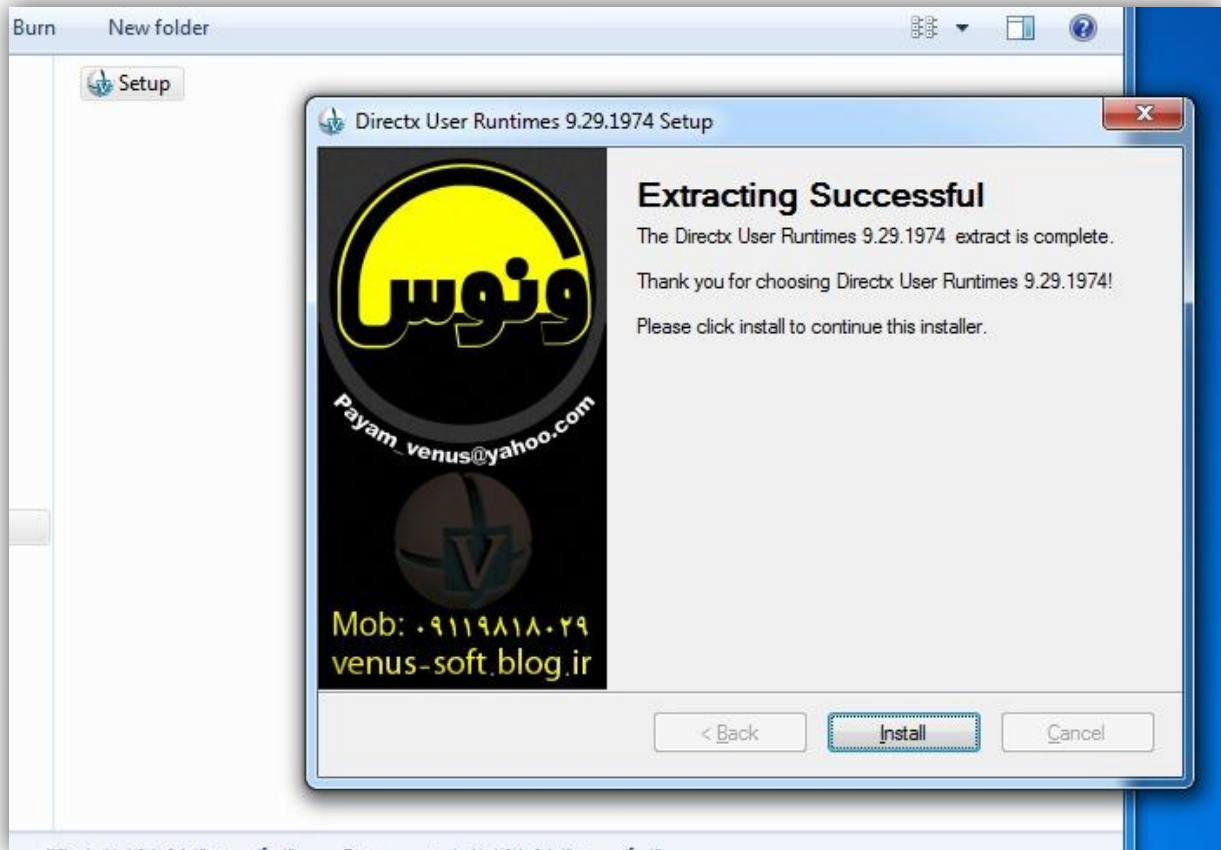 Burn New folder
Setup
Directx User Runtimes 9.29.1974 Setup
Extracting Successful
The Directx User Runtimes 9.29.1974 extract is complete.
Thank you for choosing Directx User Runtimes 9.29.1974!
Please click install to continue this installer.
ونوس
Payam_venus@yahoo.com
V
Mob: ۰۹۱۱۹۸۱۸۰۲۹
venus-soft.blog.ir
< Back Install Cancel